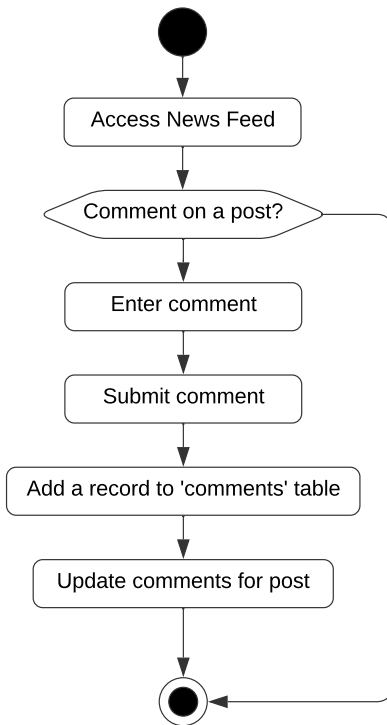 Access News Feed
Comment on a post?
Enter comment
Submit comment
Add a record to 'comments' table
Update comments for post